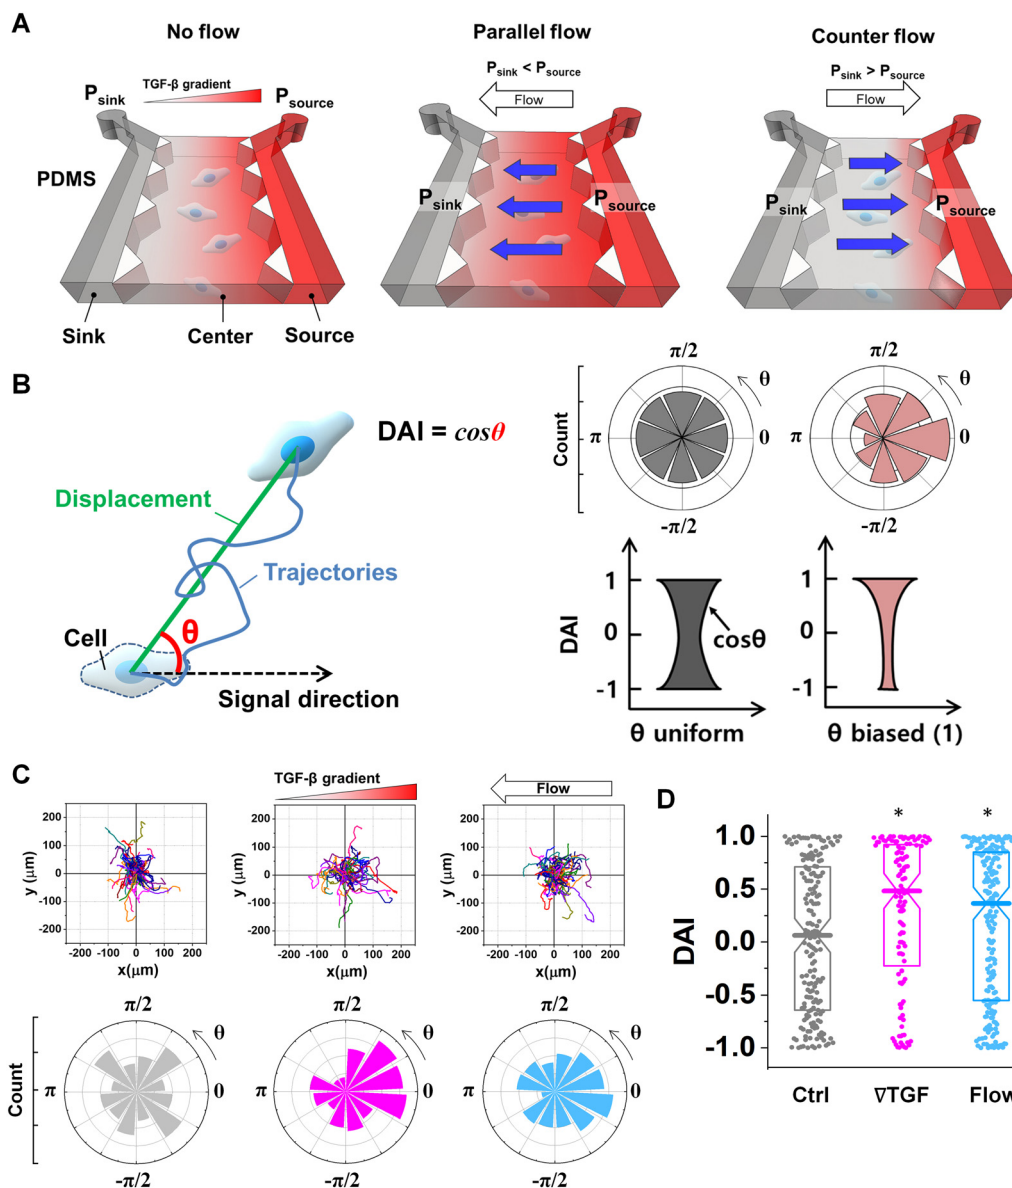 A
No flow
Parallel flow
Counter flow
TGF-β gradient
P_sink < P_source
P_sink > P_source
P_sink
P_source
Flow
Flow
PDMS
P_sink
P_source
P_sink
P_source
Sink
Center
Source
B
DAI = cosθ
Displacement
Trajectories
θ
Cell
Signal direction
π/2
π/2
θ
θ
Count
π
0
π
0
-π/2
-π/2
DAI
1
0
-1
cosθ
1
0
-1
θ uniform
θ biased (1)
C
TGF-β gradient
Flow
y (μm)
200
100
0
-100
-200
-200 -100 0 100 200
x(μm)
y (μm)
200
100
0
-100
-200
-200 -100 0 100 200
x(μm)
y (μm)
200
100
0
-100
-200
-200 -100 0 100 200
x(μm)
π/2
π/2
π/2
θ
θ
θ
Count
π
0
π
0
π
0
-π/2
-π/2
-π/2
D
*
*
DAI
1.0
0.5
0.0
-0.5
-1.0
Ctrl
∇TGF
Flow